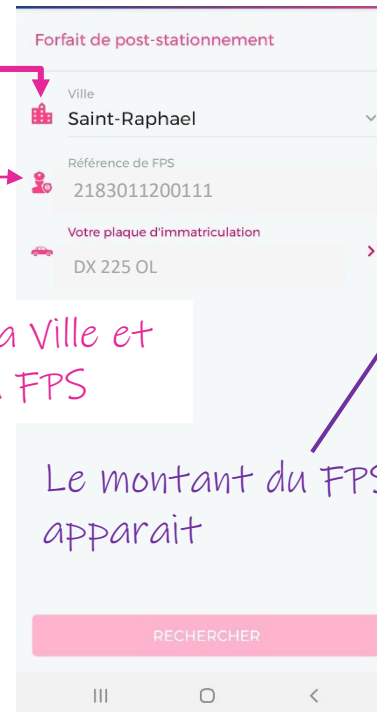 Forfait de post-stationnement
Ville
Saint-Raphael
Référence de FPS
2183011200111
Votre plaque d'immatriculation
DX 225 OL
a Ville et
FPS
Le montant du FPS
apparait
RECHERCHER